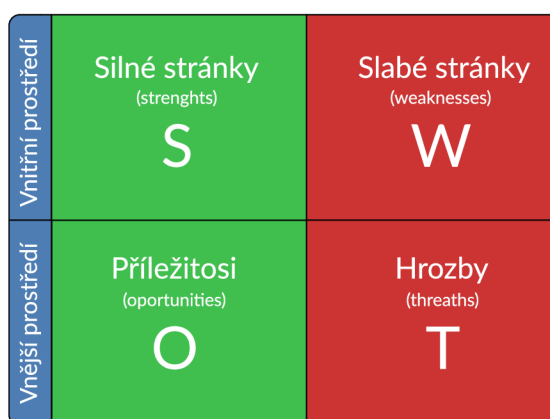 Vnitřní prostředí
Silné stránky
(strenghts)
S
Slabé stránky
(weaknesses)
W
Vnější prostředí
Příležitosi
(oportunities)
O
Hrozby
(threaths)
T